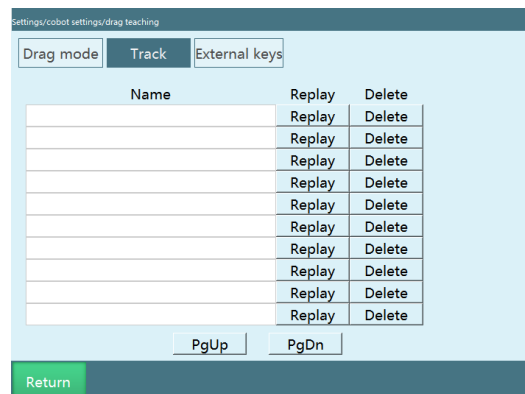 Settings/cobot settings/drag teaching
Drag mode Track External keys
Name Replay Delete
Replay Delete
Replay Delete
Replay Delete
Replay Delete
Replay Delete
Replay Delete
Replay Delete
Replay Delete
Replay Delete
Replay Delete
PgUp PgDn
Return